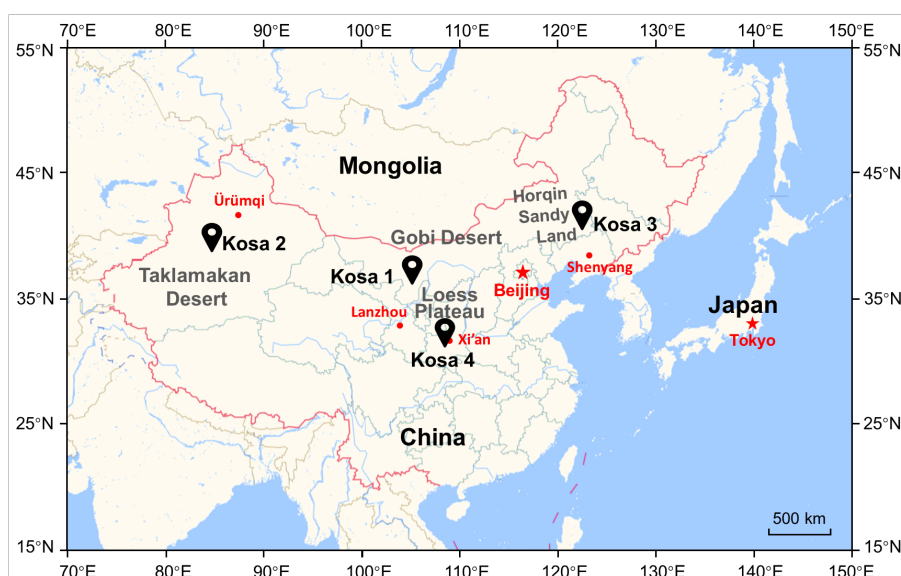 70°E 80°E 90°E 100°E 110°E 120°E 130°E 140°E 150°E
55°N 55°N
45°N 45°N
Mongolia
Ürümqi
Horqin
Sandy
Land
Kosa 3
Kosa 2
Gobi Desert
Shenyang
Taklamakan
Desert
Kosa 1
Beijing
35°N 35°N
Loess
Plateau
Japan
Lanzhou
Tokyo
Xi’an
Kosa 4
25°N 25°N
China
500 km
15°N 15°N
70°E 80°E 90°E 100°E 110°E 120°E 130°E 140°E 150°E